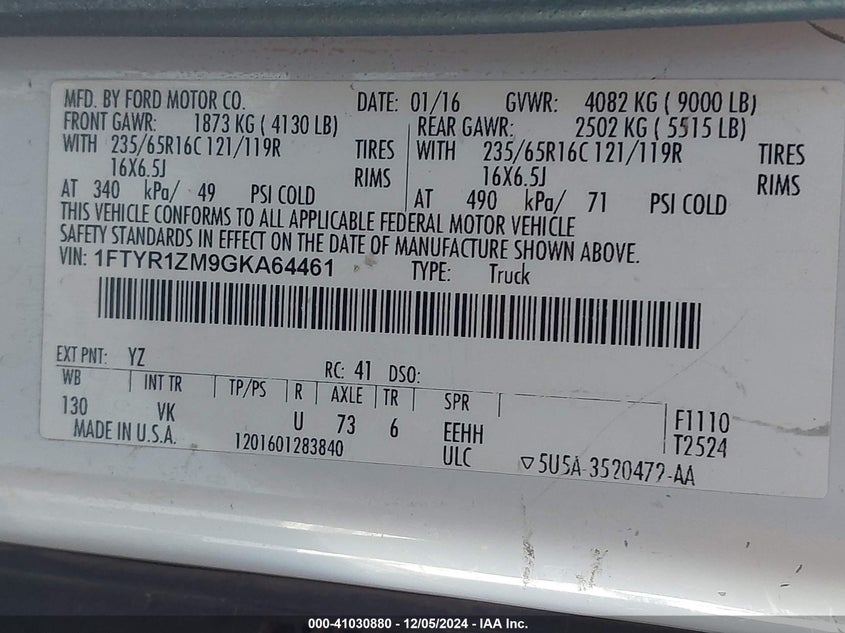 MFD. BY FORD MOTOR CO. DATE: 01/16 GVWR: 4082 KG ( 9000 LB)
FRONT GAWR: 1873 KG ( 4130 LB) REAR GAWR: 2502 KG ( 5515 LB)
WITH 235/65R16C 121/119R TIRES WITH 235/65R16C 121/119R TIRES
16X6.5J RIMS 16X6.5J RIMS
AT 340 kPa/ 49 PSI COLD AT 490 kPa/ 71 PSI COLD
THIS VEHICLE CONFORMS TO ALL APPLICABLE FEDERAL MOTOR VEHICLE
SAFETY STANDARDS IN EFFECT ON THE DATE OF MANUFACTURE SHOWN ABOVE.
VIN: 1FTYR1ZM9GKA64461 TYPE: Truck
EXT PNT: YZ RC: 41 DSO:
WB INT TR TP/PS R AXLE TR SPR
130 VK U 73 6 EEHH F1110
MADE IN U.S.A. 1201601283840 ULC T2524
▽5U5A-3520472-AA
000-41030880 - 12/05/2024 - IAA Inc.